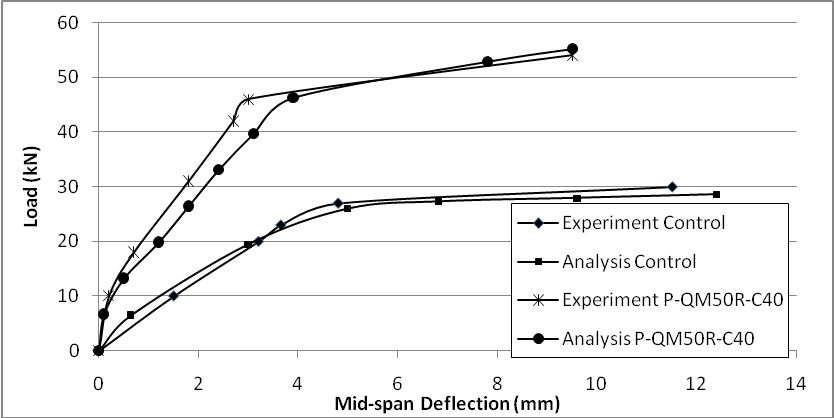 60
50
40
30
20
10
0
Load (kN)
Experiment Control
Analysis Control
Experiment P-QM50R-C40
Analysis P-QM50R-C40
0 2 4 6 8 10 12 14
Mid-span Deflection (mm)